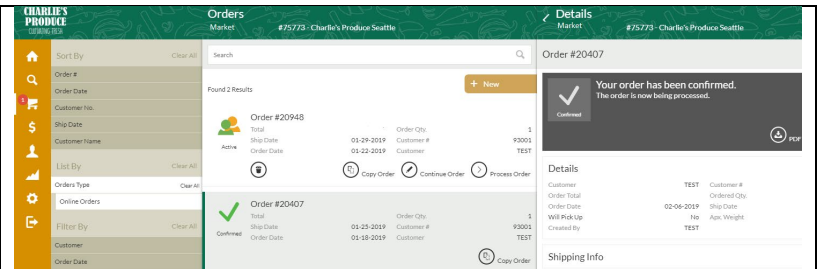 CHARLIE'S
PRODUCE
CULTIVATING FRESH
Orders
Market
#75773 - Charlie's Produce Seattle
Details
Market
#75773 - Charlie's Produce Seattle
Sort By
Clear All
Order #
Order Date
Customer No.
Ship Date
Customer Name
List By
Clear All
Orders Type
Clear All
Online Orders
Filter By
Clear All
Customer
Order Date
1
Search
Found 2 Results
+ New
Order #20948
Active
Total
Order Qty. 1
Ship Date 01-29-2019 Customer # 93001
Order Date 01-22-2019 Customer TEST
Copy Order
Continue Order
Process Order
Order #20407
Confirmed
Total
Order Qty. 1
Ship Date 01-25-2019 Customer # 93001
Order Date 01-18-2019 Customer TEST
Copy Order
Order #20407
Confirmed
Your order has been confirmed.
The order is now being processed.
PDF
Details
Customer TEST Customer #
Order Total Ordered Qty.
Order Date 02-06-2019 Ship Date
Will Pick Up No Apx. Weight
Created By TEST
Shipping Info